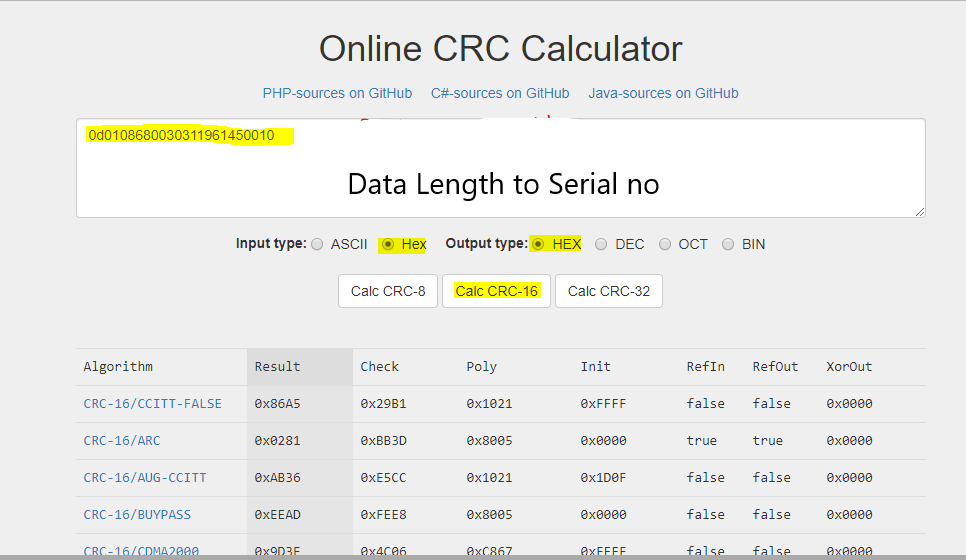 Online CRC Calculator
PHP-sources on GitHub C#-sources on GitHub Java-sources on GitHub
0d01086800303119614500​10
Data Length to Serial no
Input type: ASCII Hex Output type: HEX DEC OCT BIN
Calc CRC-8 Calc CRC-16 Calc CRC-32
Algorithm Result Check Poly Init RefIn RefOut XorOut
CRC-16/CCITT-FALSE 0x86A5 0x29B1 0x1021 0xFFFF false false 0x0000
CRC-16/ARC 0x0281 0xBB3D 0x8005 0x0000 true true 0x0000
CRC-16/AUG-CCITT 0xAB36 0xE5CC 0x1021 0x1D0F false false 0x0000
CRC-16/BUYPASS 0xEEAD 0xFEE8 0x8005 0x0000 false false 0x0000
CRC-16/CDMA2000 0x9D3F 0x4C06 0xC867 0xFFFF false false 0x0000